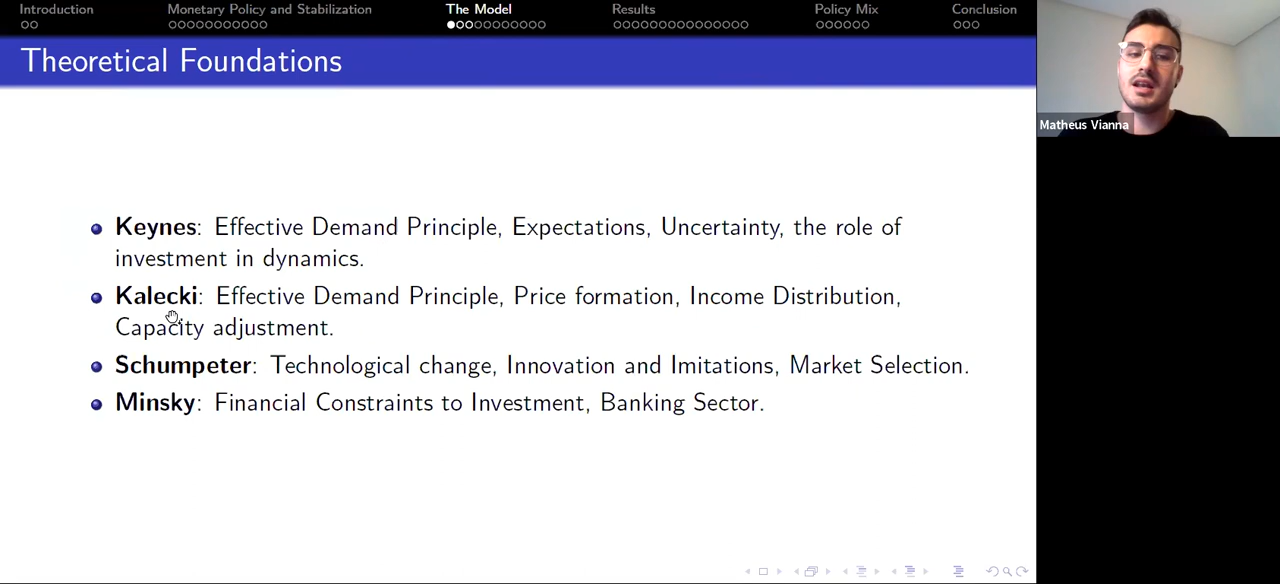 Introduction
Monetary Policy and Stabilization
The Model
Results
Policy Mix
Conclusion
Theoretical Foundations
Matheus Vianna
Keynes: Effective Demand Principle, Expectations, Uncertainty, the role of
investment in dynamics.
Kalecki: Effective Demand Principle, Price formation, Income Distribution,
Capacity adjustment.
Schumpeter: Technological change, Innovation and Imitations, Market Selection.
Minsky: Financial Constraints to Investment, Banking Sector.